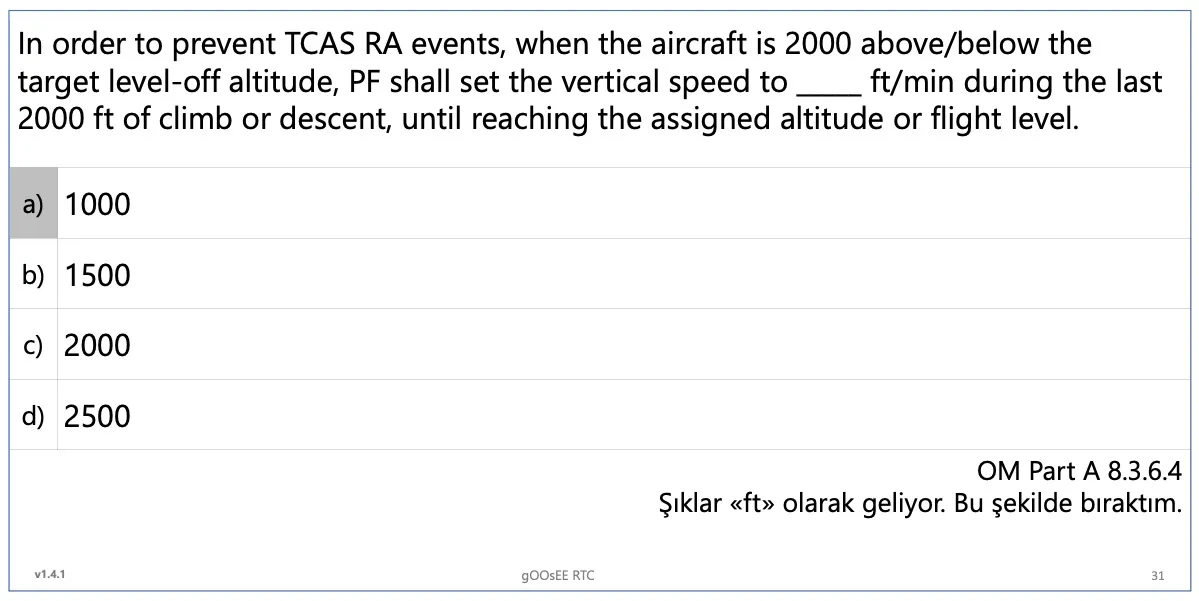 In order to prevent TCAS RA events, when the aircraft is 2000 above/below the
target level-off altitude, PF shall set the vertical speed to _____ ft/min during the last
2000 ft of climb or descent, until reaching the assigned altitude or flight level.
a) 1000
b) 1500
c) 2000
d) 2500
OM Part A 8.3.6.4
Şıklar «ft» olarak geliyor. Bu şekilde bıraktım.
v1.4.1 gOOsEE RTC 31